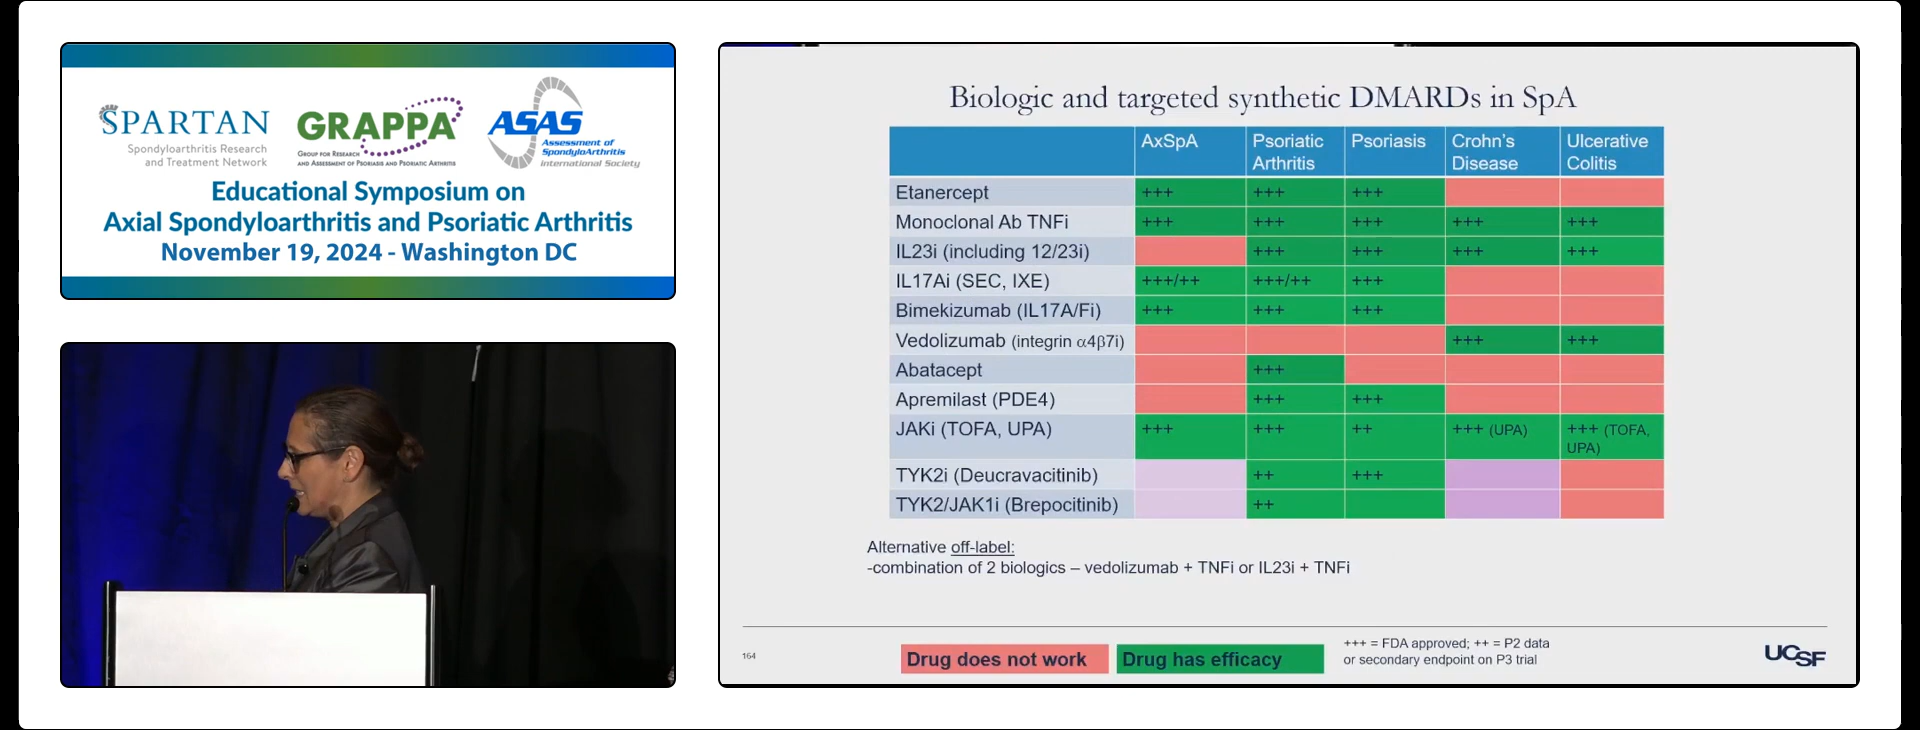 SPARTAN
Spondyloarthritis Research
and Treatment Network
GRAPPA
Group for Research
and Assessment of Psoriasis and Psoriatic Arthritis
ASAS
Assessment of
SpondyloArthritis
international Society
Educational Symposium on
Axial Spondyloarthritis and Psoriatic Arthritis
November 19, 2024 - Washington DC
Biologic and targeted synthetic DMARDs in SpA
AxSpA Psoriatic Arthritis Psoriasis Crohn's Disease Ulcerative Colitis
Etanercept +++ +++ +++
Monoclonal Ab TNFi +++ +++ +++ +++ +++
IL23i (including 12/23i) +++ +++ +++ +++
IL17Ai (SEC, IXE) +++/++ +++/++ +++
Bimekizumab (IL17A/Fi) +++ +++ +++
Vedolizumab (integrin α4β7i) +++ +++
Abatacept +++
Apremilast (PDE4) +++ +++
JAKi (TOFA, UPA) +++ +++ ++ +++ (UPA) +++ (TOFA, UPA)
TYK2i (Deucravacitinib) ++ +++
TYK2/JAK1i (Brepocitinib) ++
Alternative off-label:
-combination of 2 biologics – vedolizumab + TNFi or IL23i + TNFi
164
Drug does not work
Drug has efficacy
+++ = FDA approved; ++ = P2 data
or secondary endpoint on P3 trial
UCSF